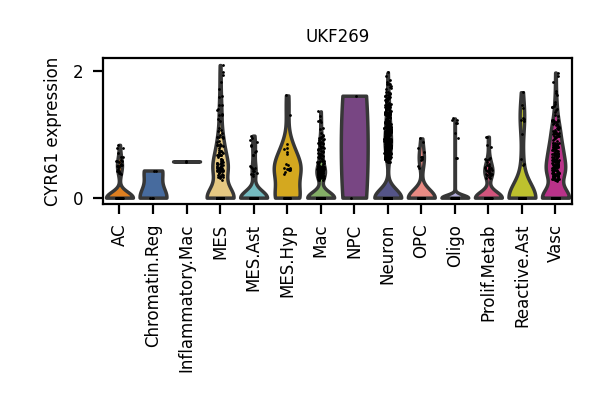 UKF269
CYR61 expression
2
0
AC
Chromatin.Reg
Inflammatory.Mac
MES
MES.Ast
MES.Hyp
Mac
NPC
Neuron
OPC
Oligo
Prolif.Metab
Reactive.Ast
Vasc